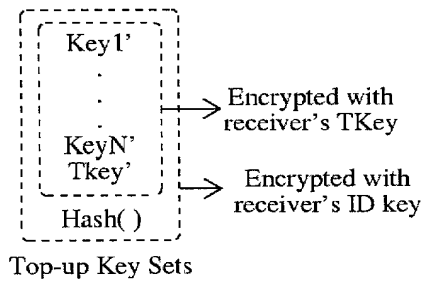 Key1'
.
.
.
KeyN'
Tkey'
Hash( )
Encrypted with
receiver's TKey
Encrypted with
receiver's ID key
Top-up Key Sets